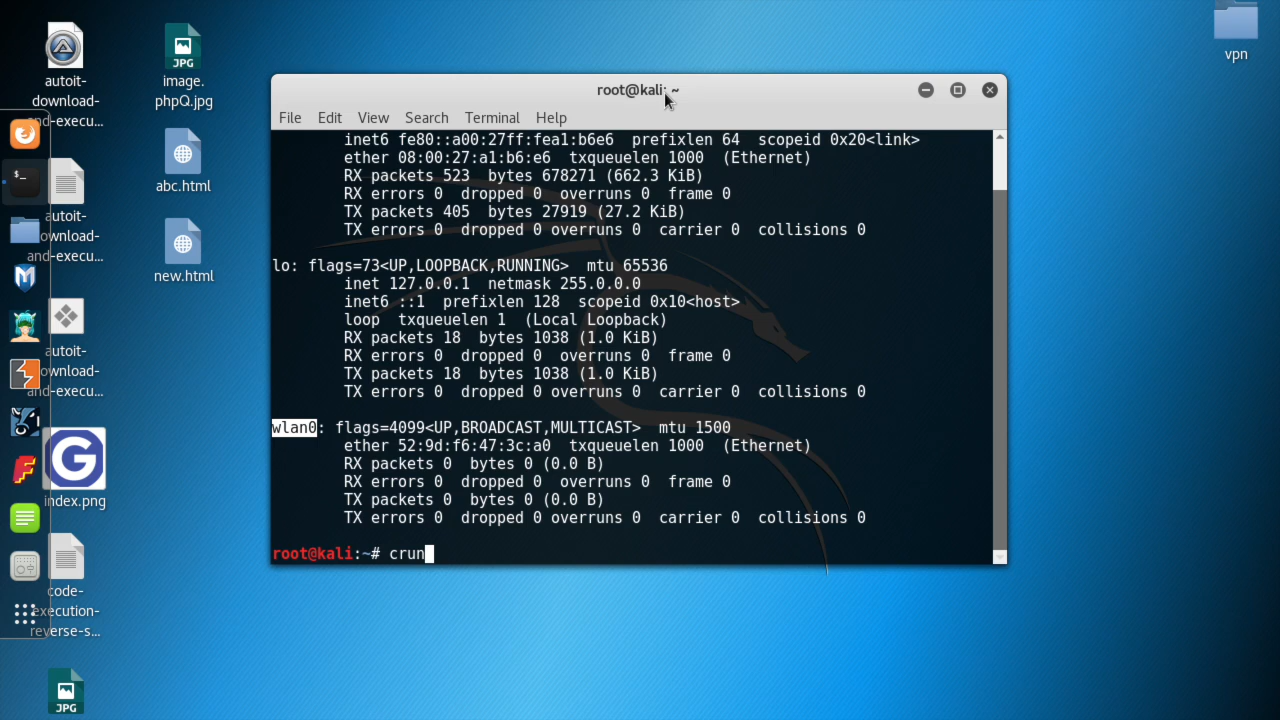 autoit-
download-
and-execu...
image.
phpQ.jpg
JPG
vpn
abc.html
autoit-
ownload-
and-execu...
new.html
autoit-
ownload-
and-execu...
index.png
code-
execution-
reverse-s...
JPG
root@kali: ~
File Edit View Search Terminal Help
inet6 fe80::a00:27ff:fea1:b6e6  prefixlen 64  scopeid 0x20<link>
ether 08:00:27:a1:b6:e6  txqueuelen 1000  (Ethernet)
RX packets 523  bytes 678271 (662.3 KiB)
RX errors 0  dropped 0  overruns 0  frame 0
TX packets 405  bytes 27919 (27.2 KiB)
TX errors 0  dropped 0 overruns 0  carrier 0  collisions 0
lo: flags=73<UP,LOOPBACK,RUNNING>  mtu 65536
inet 127.0.0.1  netmask 255.0.0.0
inet6 ::1  prefixlen 128  scopeid 0x10<host>
loop  txqueuelen 1  (Local Loopback)
RX packets 18  bytes 1038 (1.0 KiB)
RX errors 0  dropped 0  overruns 0  frame 0
TX packets 18  bytes 1038 (1.0 KiB)
TX errors 0  dropped 0 overruns 0  carrier 0  collisions 0
wlan0: flags=4099<UP,BROADCAST,MULTICAST>  mtu 1500
ether 52:9d:f6:47:3c:a0  txqueuelen 1000  (Ethernet)
RX packets 0  bytes 0 (0.0 B)
RX errors 0  dropped 0  overruns 0  frame 0
TX packets 0  bytes 0 (0.0 B)
TX errors 0  dropped 0 overruns 0  carrier 0  collisions 0
root@kali:~# crun